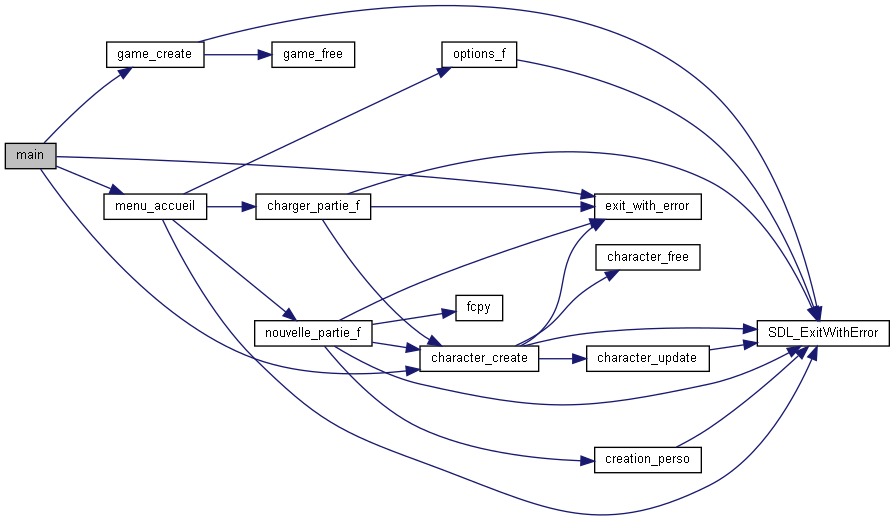 game_create
game_free
options_f
main
menu_accueil
charger_partie_f
exit_with_error
character_free
fcpy
nouvelle_partie_f
SDL_ExitWithError
character_create
character_update
creation_perso